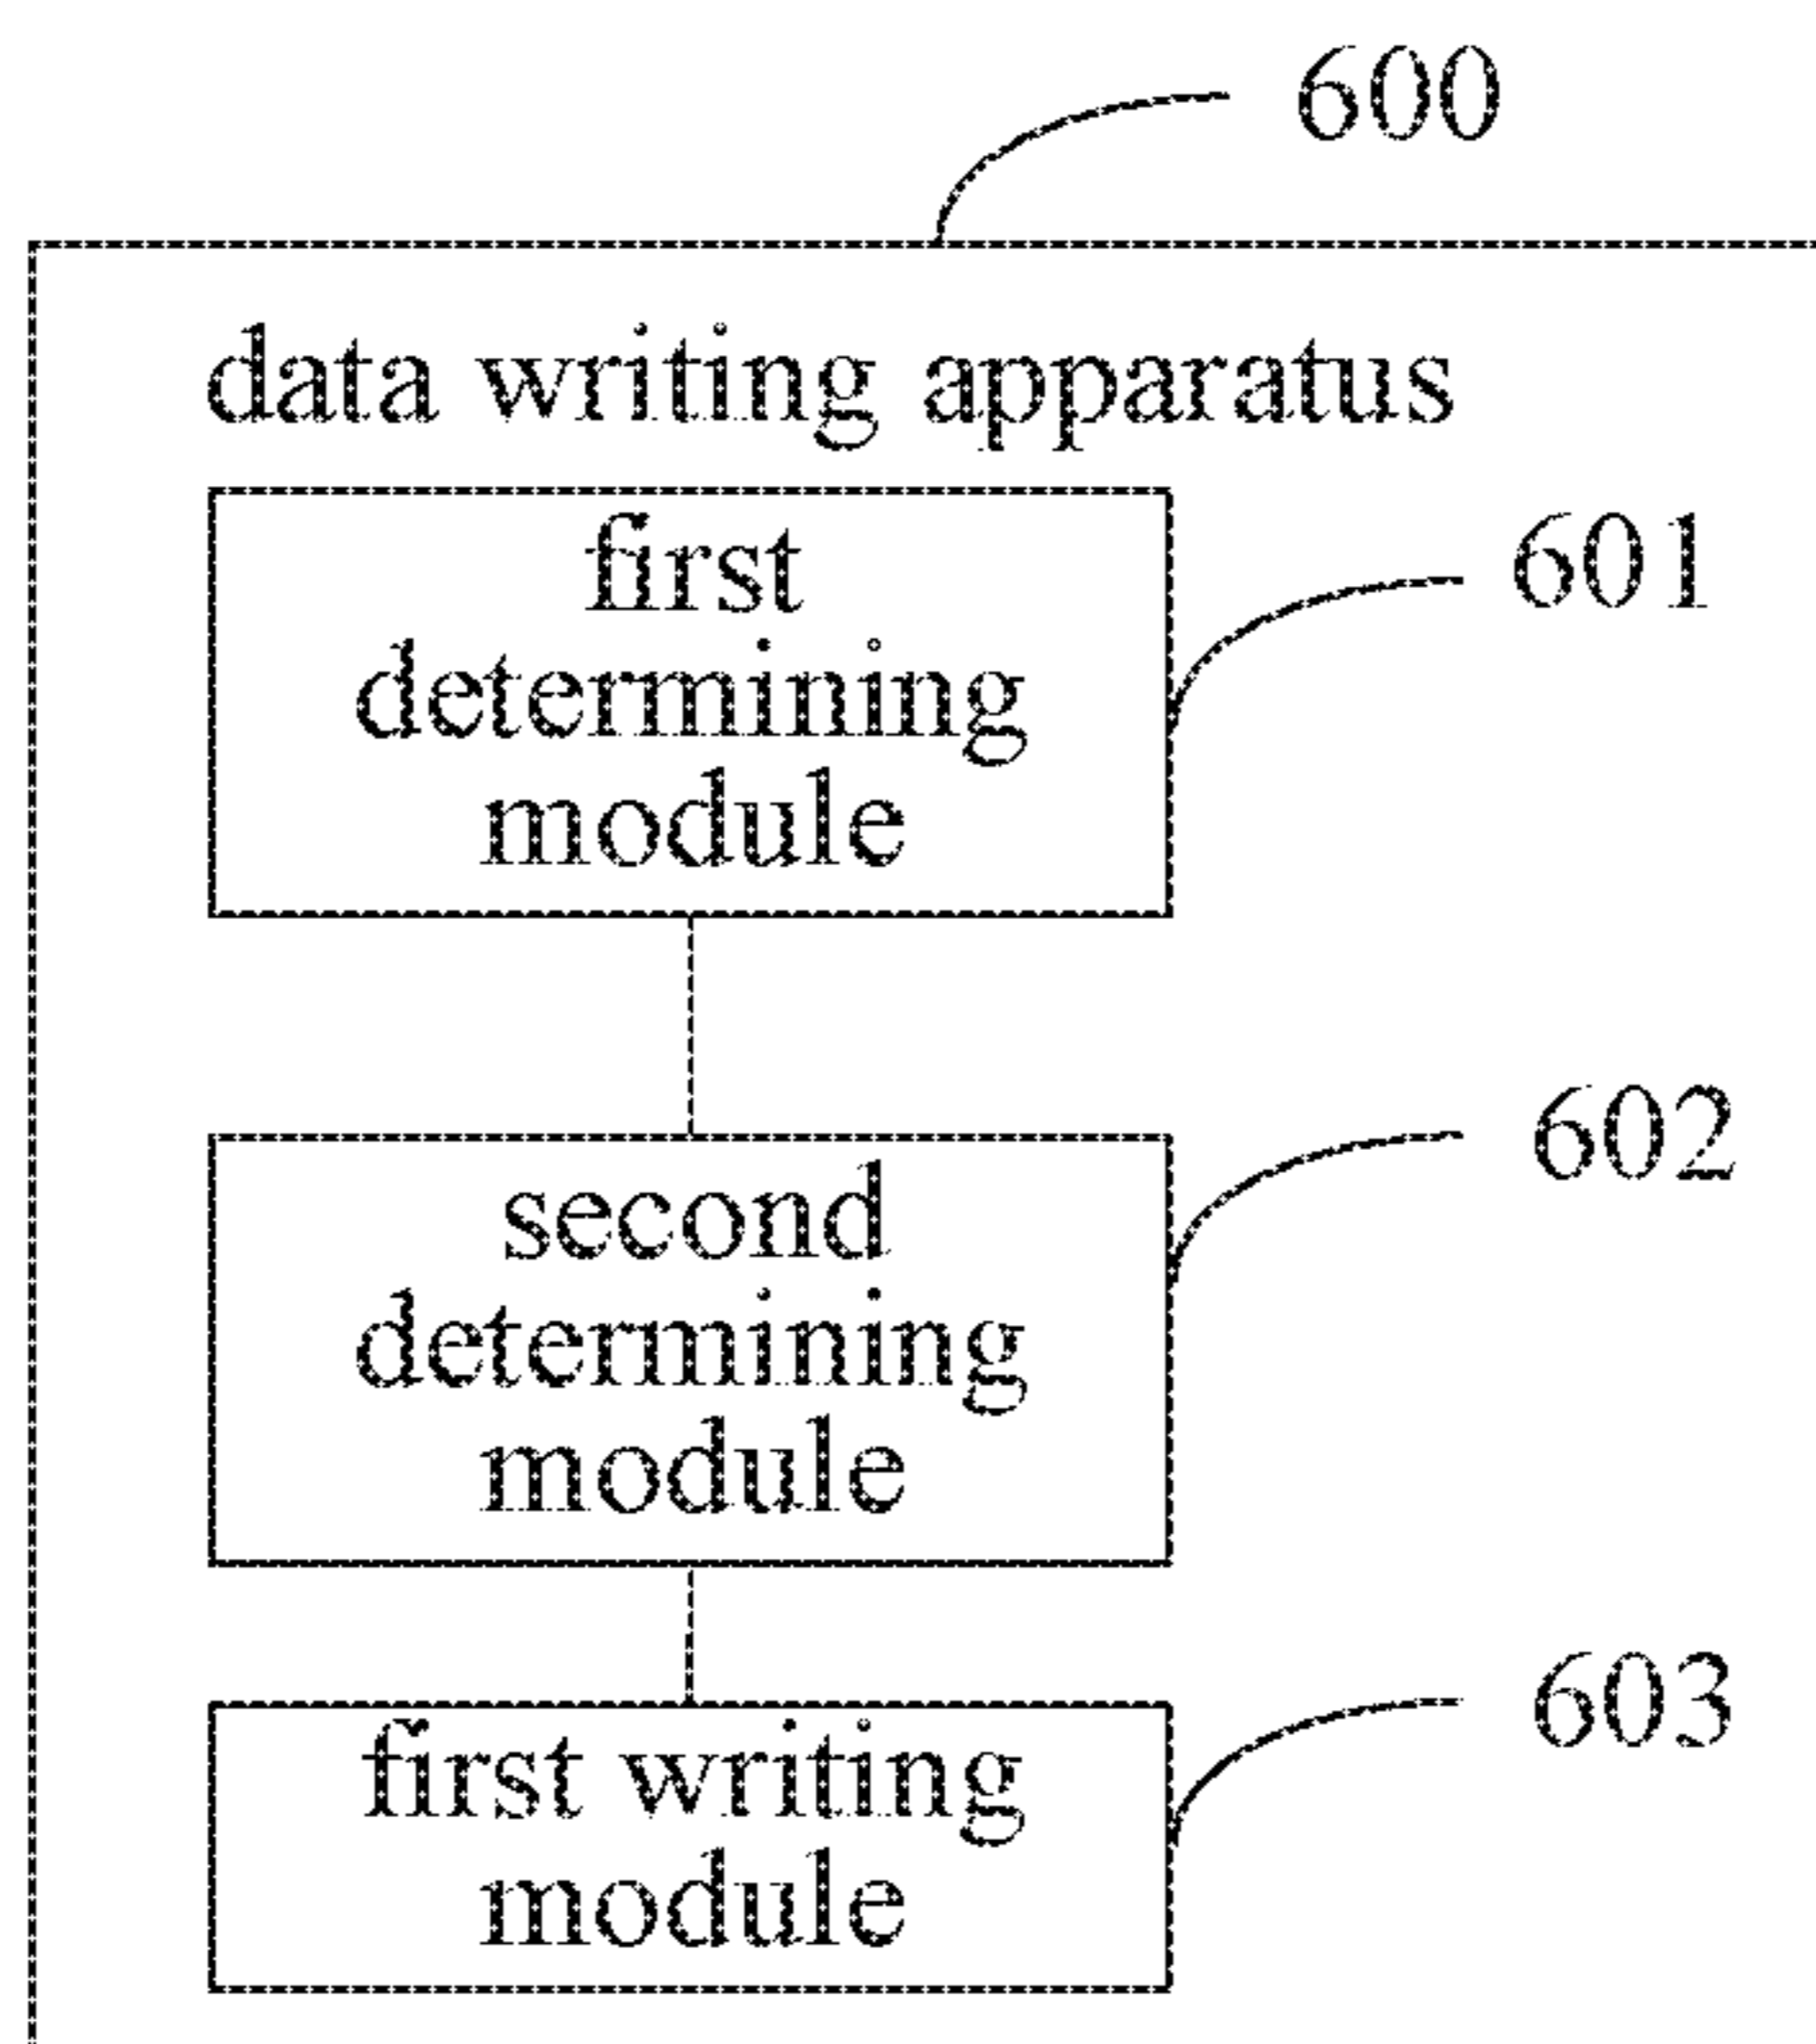 600
data writing apparatus
first
determining
module
601
second
determining
module
602
first writing
module
603